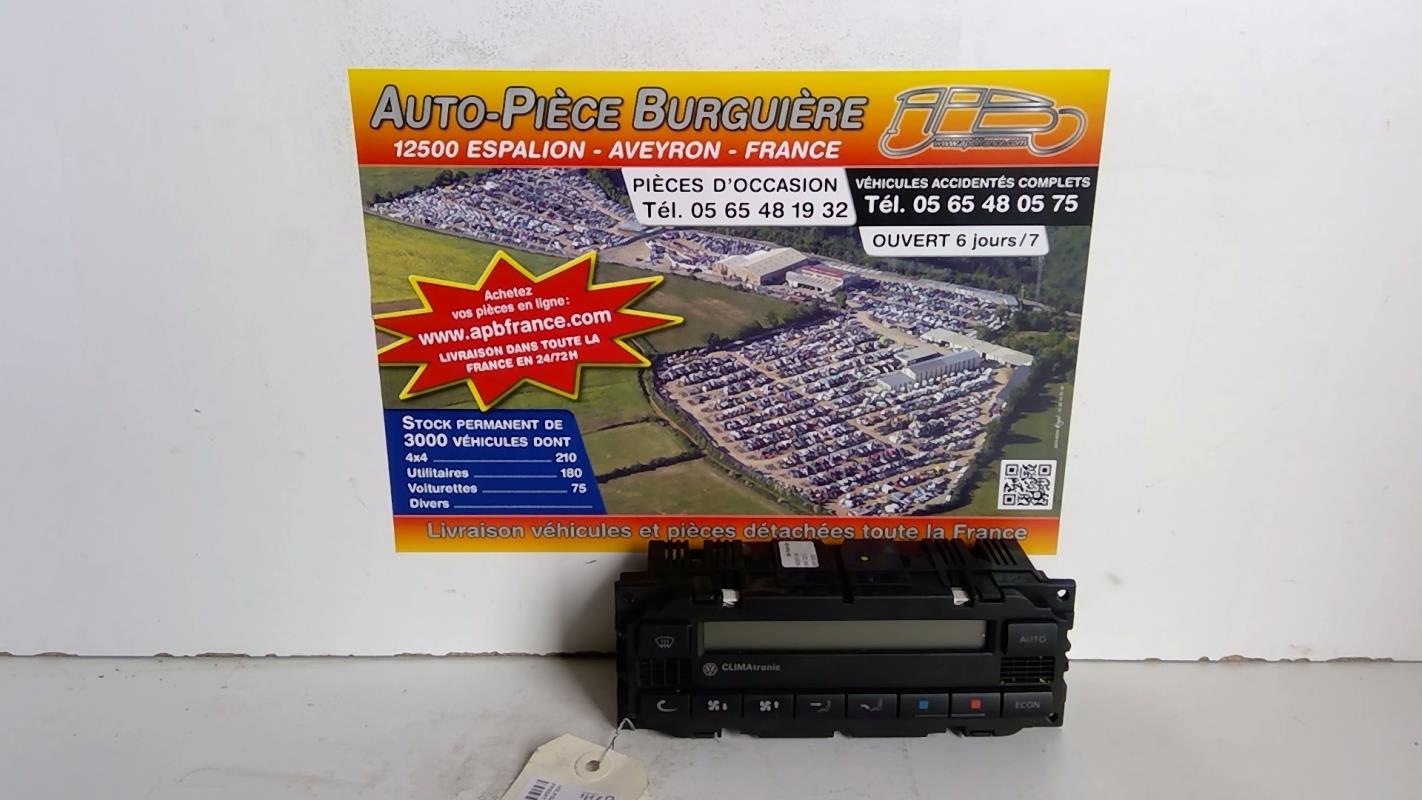 AUTO-PIÈCE BURGUIÈRE
APB
www.apbfrance.com
12500 ESPALION - AVEYRON - FRANCE
PIÈCES D'OCCASION
Tél. 05 65 48 19 32
VÉHICULES ACCIDENTÉS COMPLETS
Tél. 05 65 48 05 75
OUVERT 6 jours/7
Achetez
vos pièces en ligne:
www.apbfrance.com
LIVRAISON DANS TOUTE LA
FRANCE EN 24/72H
STOCK PERMANENT DE
3000 VÉHICULES DONT
4x4 210
Utilitaires 180
Voiturettes 75
Divers
Livraison véhicules et pièces détachées toute la France
AUTO
CLIMAtronic
ECON